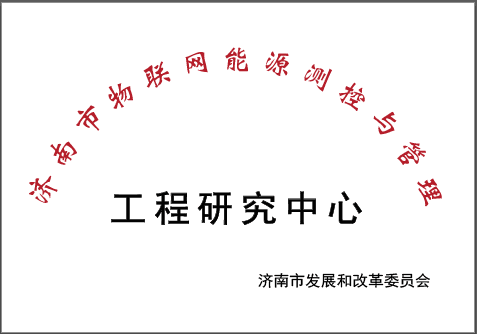 济南市物联网能源测控与管理
工程研究中心
济南市发展和改革委员会